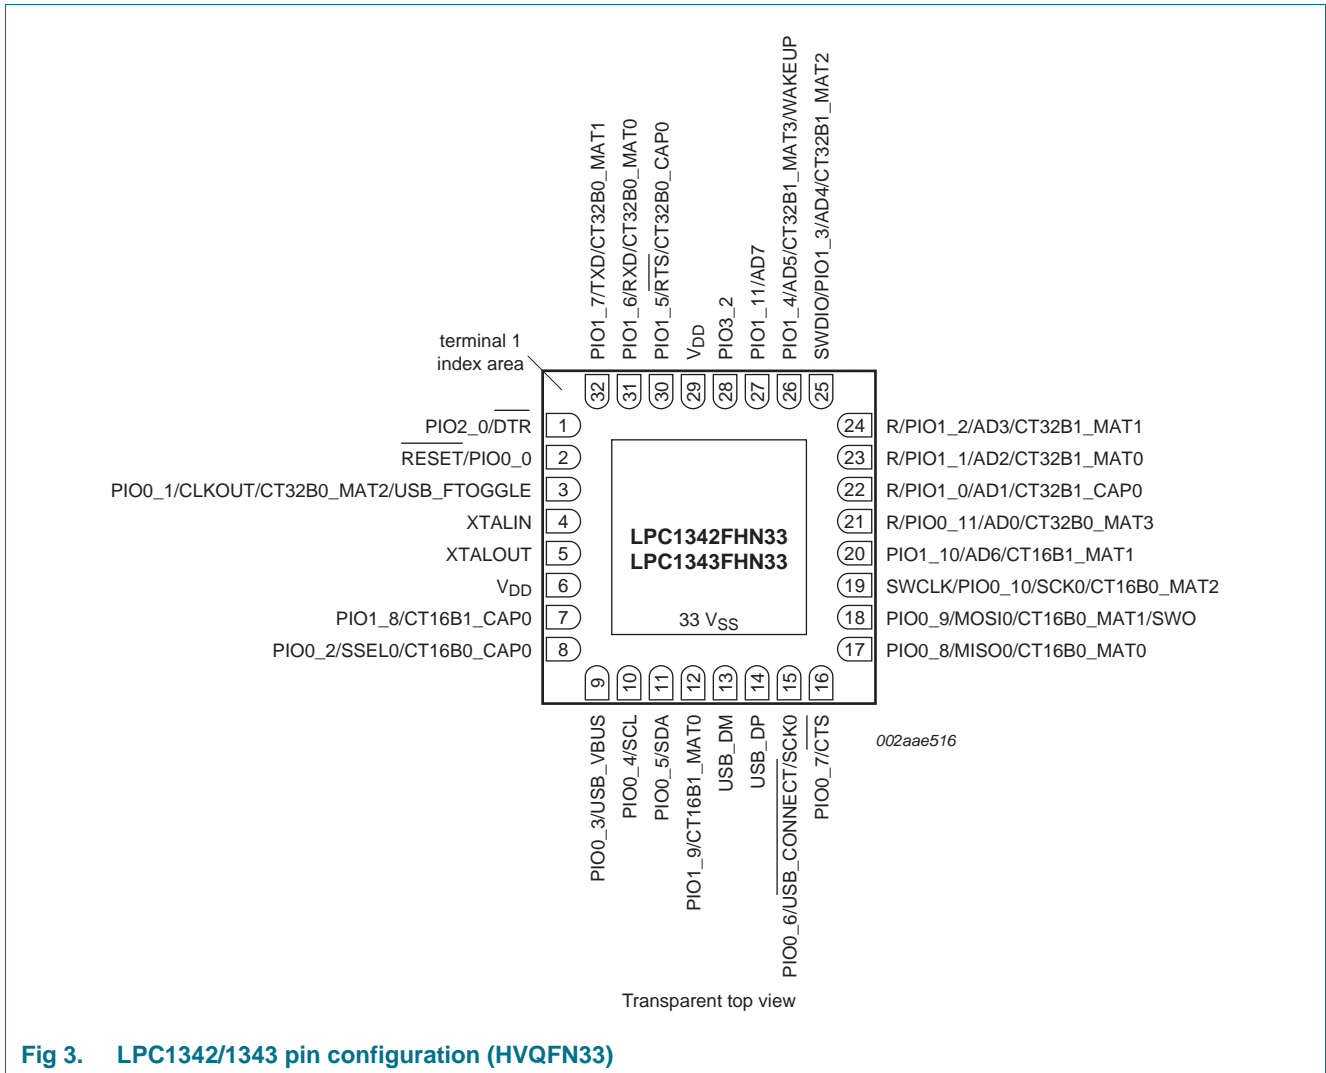 PIO1_7/TXD/CT32B0_MAT1
PIO1_6/RXD/CT32B0_MAT0
PIO1_5/RTS/CT32B0_CAP0
VDD
PIO3_2
PIO1_11/AD7
PIO1_4/AD5/CT32B1_MAT3/WAKEUP
SWDIO/PIO1_3/AD4/CT32B1_MAT2
terminal 1
index area
32 31 30 29 28 27 26 25
PIO2_0/DTR 1
RESET/PIO0_0 2
PIO0_1/CLKOUT/CT32B0_MAT2/USB_FTOGGLE 3
XTALIN 4
XTALOUT 5
VDD 6
PIO1_8/CT16B1_CAP0 7
PIO0_2/SSEL0/CT16B0_CAP0 8
LPC1342FHN33
LPC1343FHN33
33 VSS
24 R/PIO1_2/AD3/CT32B1_MAT1
23 R/PIO1_1/AD2/CT32B1_MAT0
22 R/PIO1_0/AD1/CT32B1_CAP0
21 R/PIO0_11/AD0/CT32B0_MAT3
20 PIO1_10/AD6/CT16B1_MAT1
19 SWCLK/PIO0_10/SCK0/CT16B0_MAT2
18 PIO0_9/MOSI0/CT16B0_MAT1/SWO
17 PIO0_8/MISO0/CT16B0_MAT0
9 10 11 12 13 14 15 16
PIO0_3/USB_VBUS
PIO0_4/SCL
PIO0_5/SDA
PIO1_9/CT16B1_MAT0
USB_DM
USB_DP
PIO0_6/USB_CONNECT/SCK0
PIO0_7/CTS
002aae516
Transparent top view
Fig 3. LPC1342/1343 pin configuration (HVQFN33)